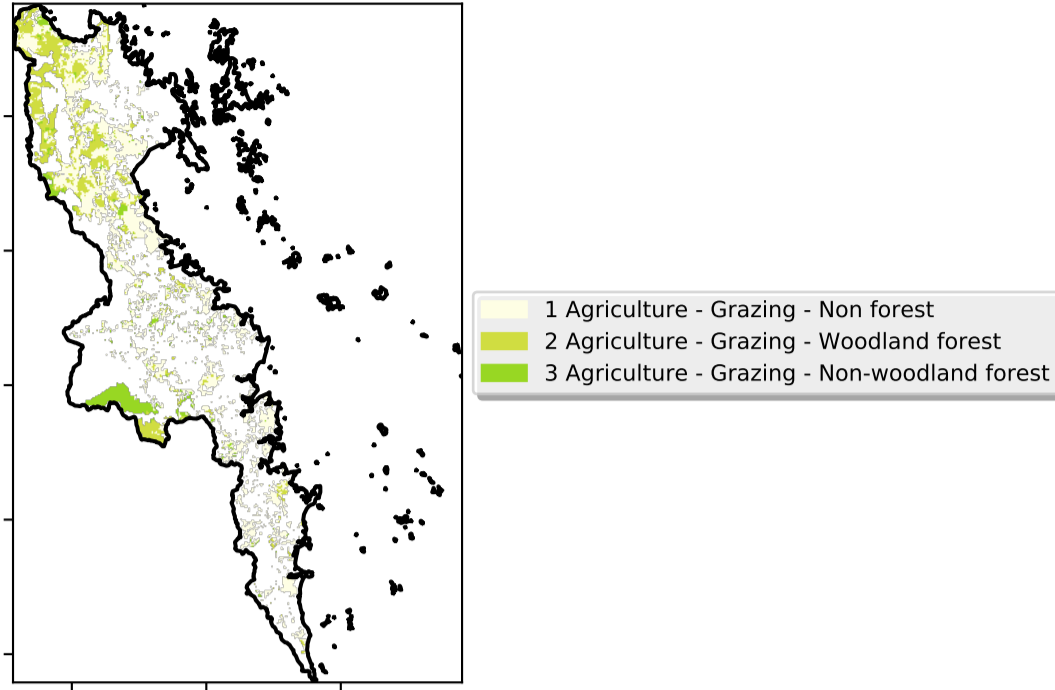 1 Agriculture - Grazing - Non forest
2 Agriculture - Grazing - Woodland forest
3 Agriculture - Grazing - Non-woodland forest